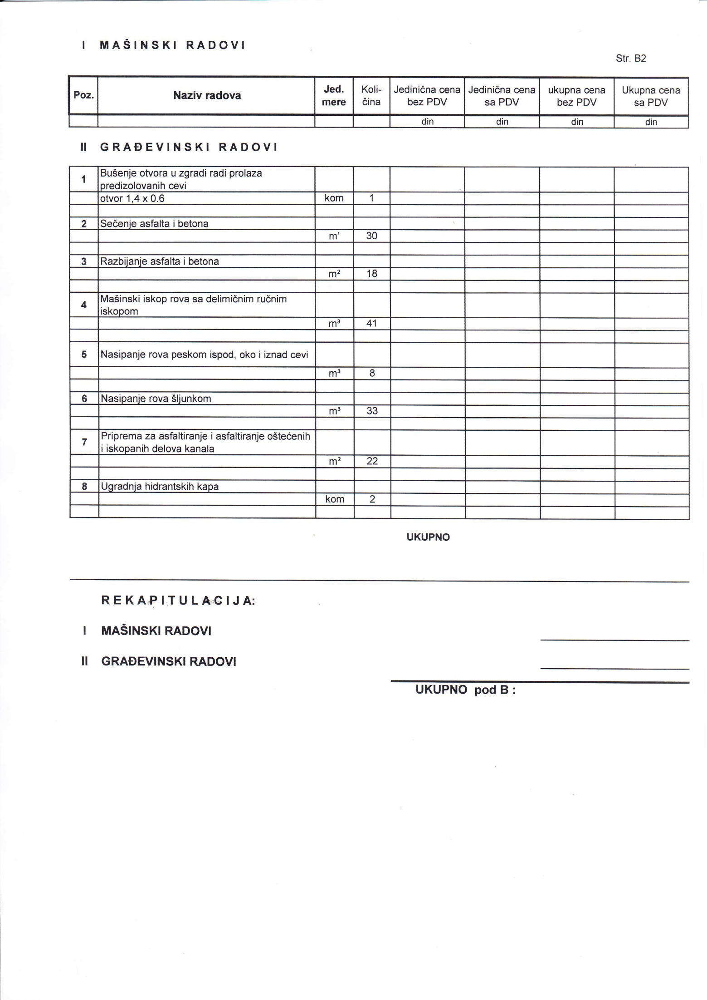 I MAŠINSKI RADOVI
Str. B2
Poz. Naziv radova Jed. mere Koli-čina Jedinična cena bez PDV Jedinična cena sa PDV ukupna cena bez PDV Ukupna cena sa PDV
din din din din
II GRAĐEVINSKI RADOVI
1 Bušenje otvora u zgradi radi prolaza
predizolovanih cevi
otvor 1,4 x 0.6 kom 1
2 Sečenje asfalta i betona
m' 30
3 Razbijanje asfalta i betona
m² 18
4 Mašinski iskop rova sa delimičnim ručnim
iskopom
m³ 41
5 Nasipanje rova peskom ispod, oko i iznad cevi
m³ 8
6 Nasipanje rova šljunkom
m³ 33
7 Priprema za asfaltiranje i asfaltiranje oštećenih
i iskopanih delova kanala
m² 22
8 Ugradnja hidrantskih kapa
kom 2
UKUPNO
REKAPITULACIJA:
I MAŠINSKI RADOVI
II GRAĐEVINSKI RADOVI
UKUPNO pod B :